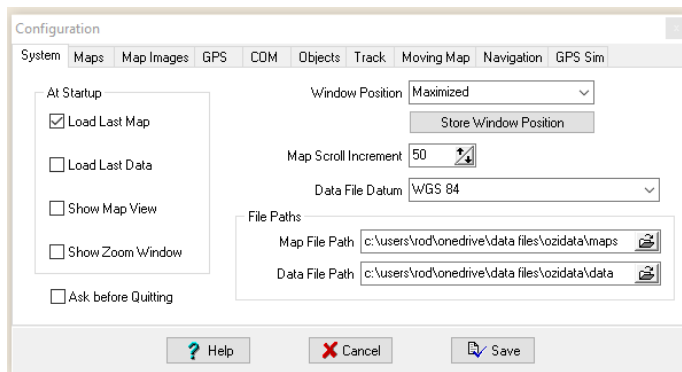 Configuration
System Maps Map Images GPS COM Objects Track Moving Map Navigation GPS Sim
At Startup
Load Last Map
Load Last Data
Show Map View
Show Zoom Window
Ask before Quitting
Window Position Maximized
Store Window Position
Map Scroll Increment 50
Data File Datum WGS 84
File Paths
Map File Path c:\users\rod\onedrive\data files\ozidata\maps
Data File Path c:\users\rod\onedrive\data files\ozidata\data
? Help Cancel Save